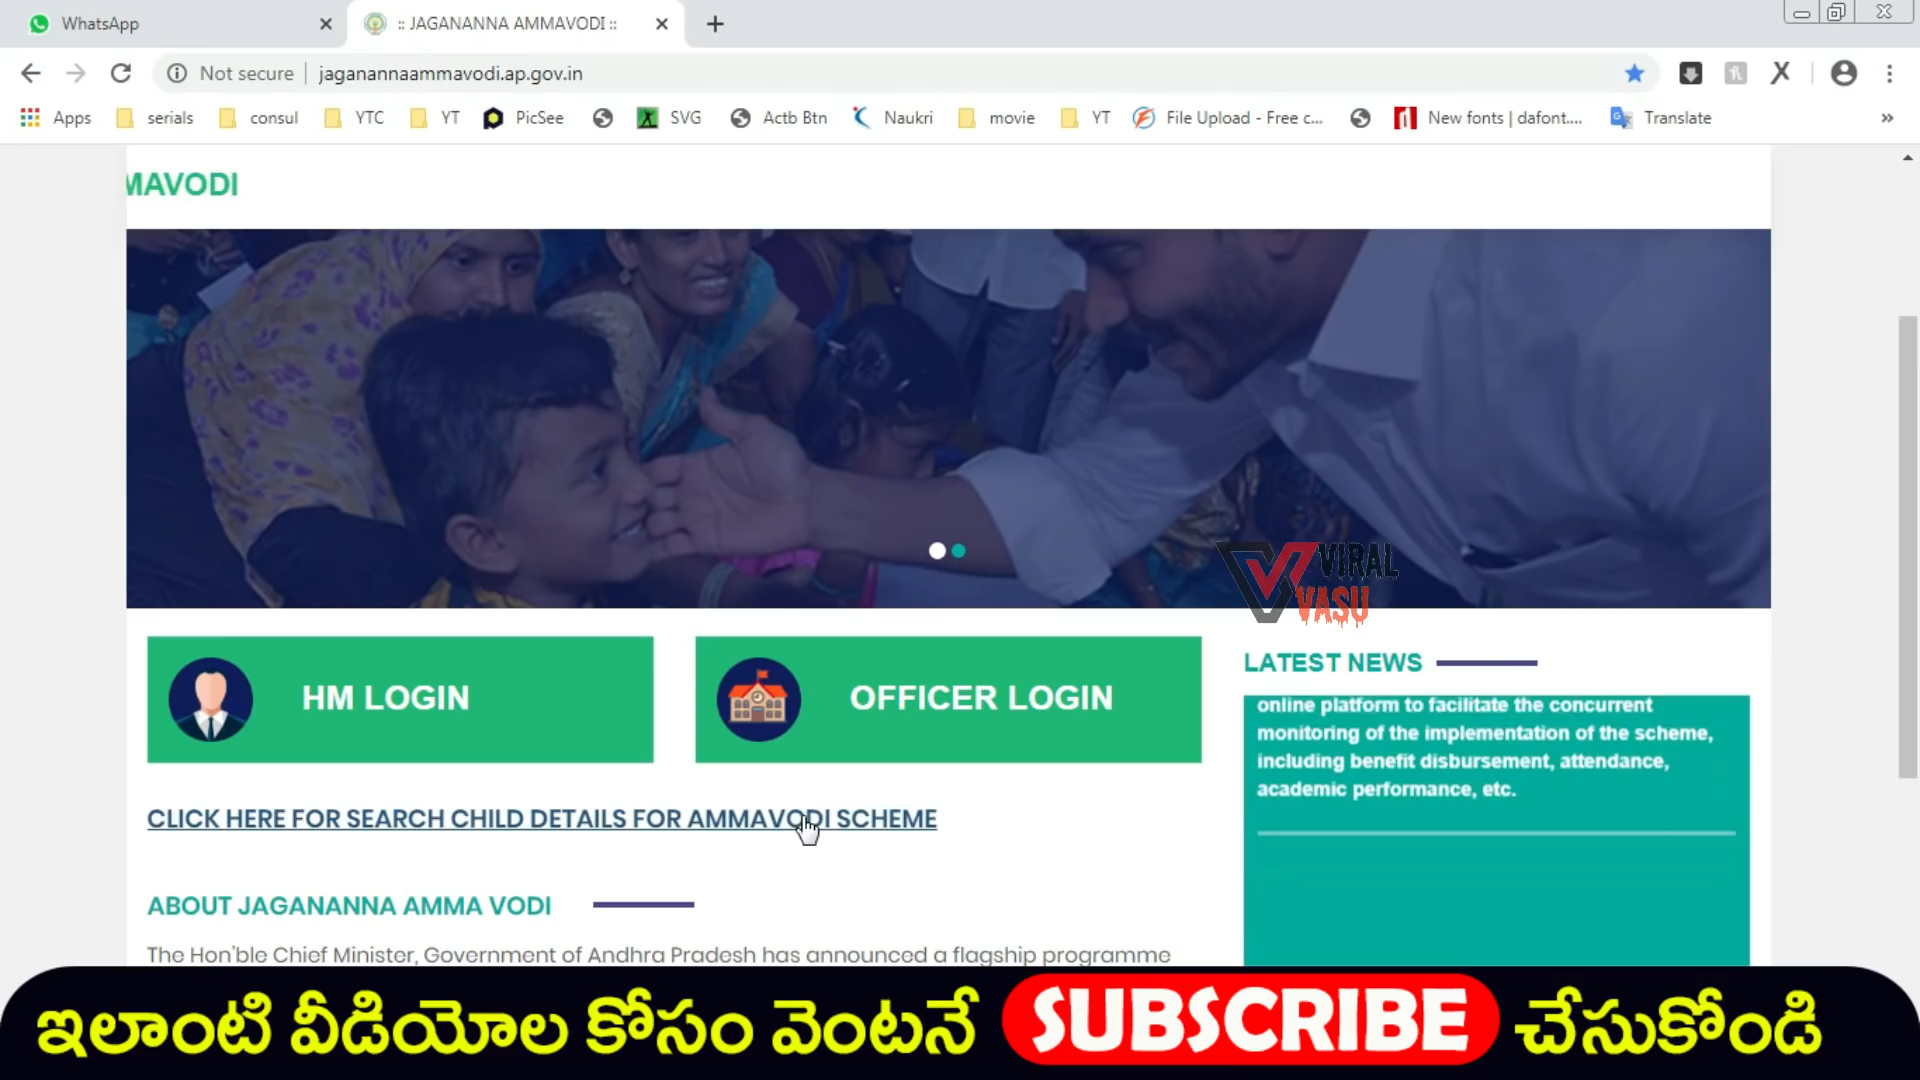 WhatsApp
:: JAGANANNA AMMAVODI ::
Not secure
jaganannaammavodi.ap.gov.in
Apps
serials
consul
YTC
YT
PicSee
SVG
Actb Btn
Naukri
movie
YT
File Upload - Free c...
New fonts | dafont....
Translate
MAVODI
VIRAL
VASU
HM LOGIN
OFFICER LOGIN
LATEST NEWS
online platform to facilitate the concurrent
monitoring of the implementation of the scheme,
including benefit disbursement, attendance,
academic performance, etc.
CLICK HERE FOR SEARCH CHILD DETAILS FOR AMMAVODI SCHEME
ABOUT JAGANANNA AMMA VODI
The Hon'ble Chief Minister, Government of Andhra Pradesh has announced a flagship programme
ఇలాంటి వీడియోల కోసం వెంటనే SUBSCRIBE చేసుకోండి